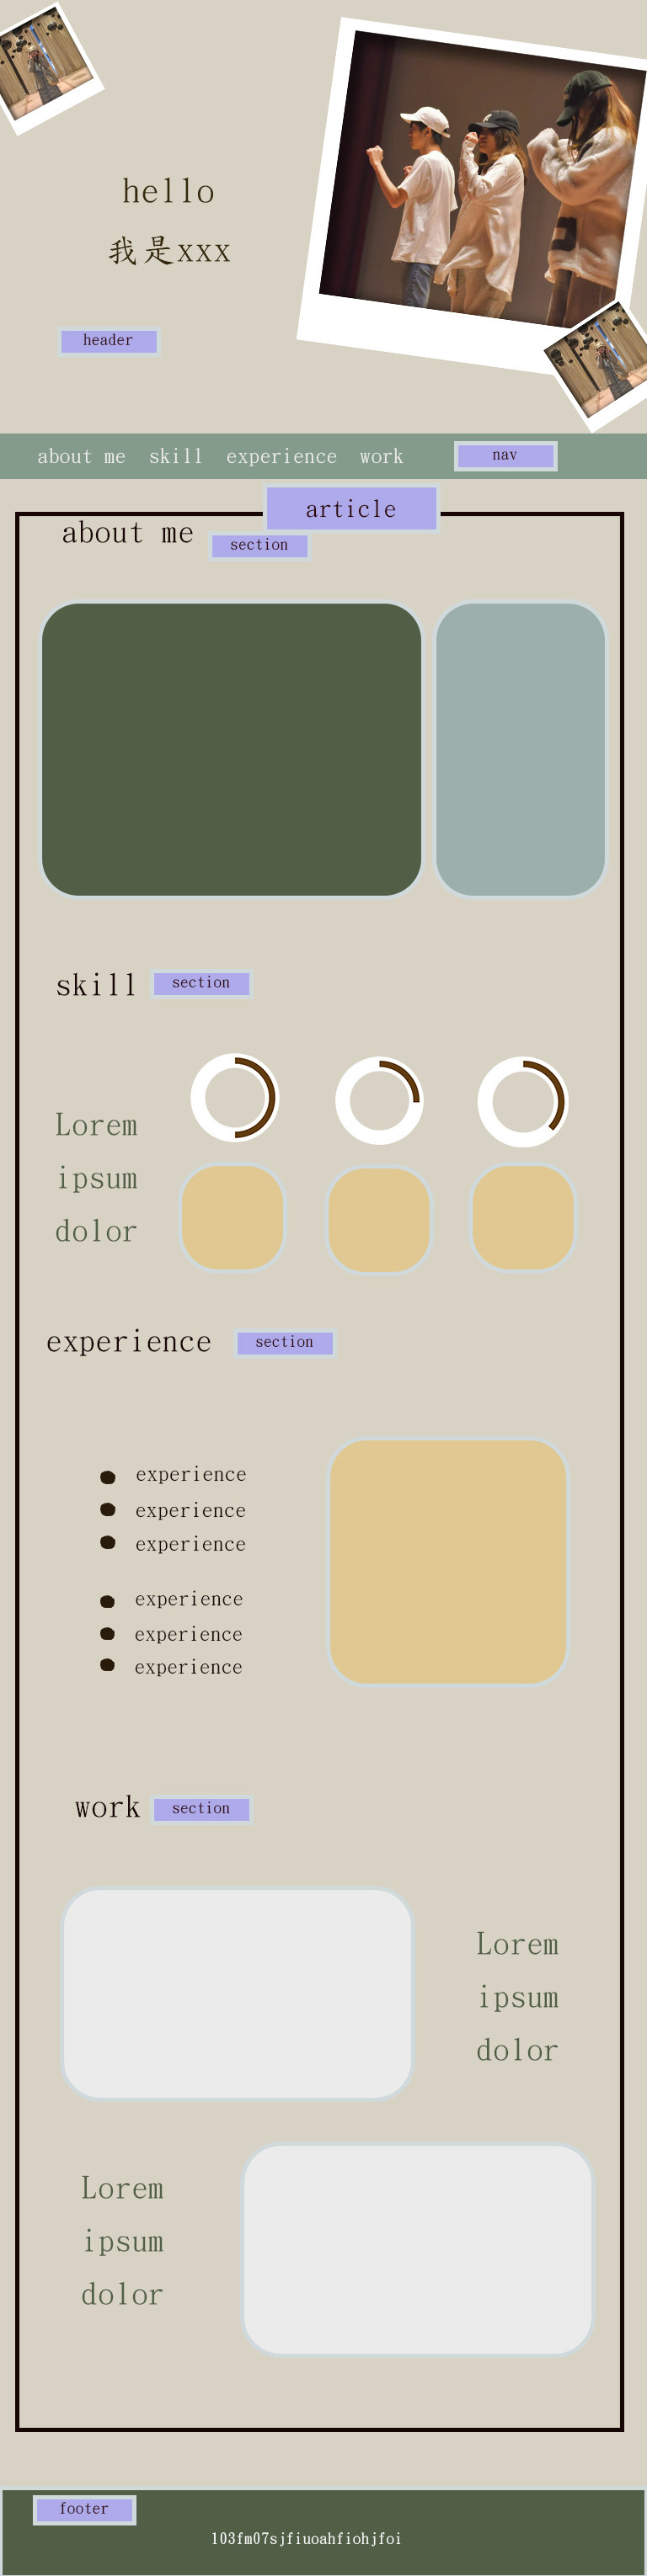 hello
我是xxx
header
about me skill experience work nav
article
about me
section
skill section
Lorem
ipsum
dolor
experience section
experience
experience
experience
experience
experience
experience
work section
Lorem
ipsum
dolor
Lorem
ipsum
dolor
footer
103fm07sjfiuoahfiohjfoi